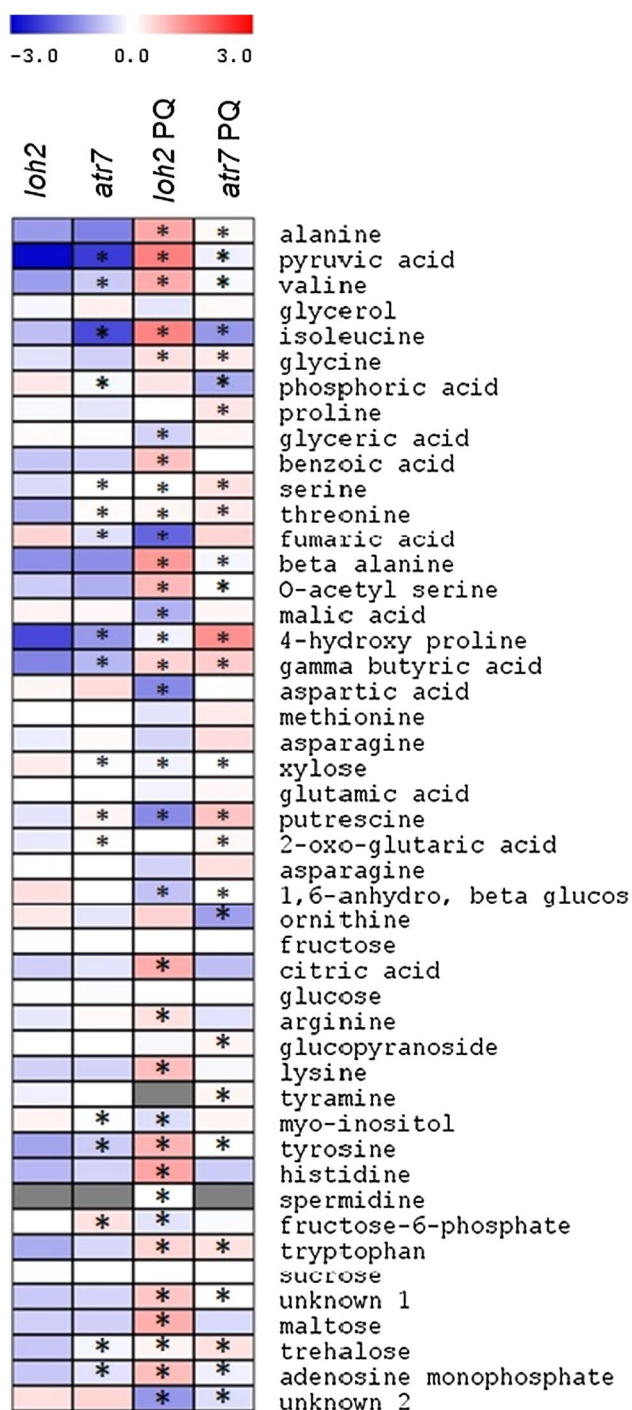 -3.0 0.0 3.0
loh2 atr7 loh2 PQ atr7 PQ
* * alanine
* * * pyruvic acid
* * * valine
glycerol
* * * isoleucine
* * glycine
* * phosphoric acid
* proline
* glyceric acid
* benzoic acid
* * * serine
* * * threonine
* * fumaric acid
* * beta alanine
* * O-acetyl serine
* malic acid
* * * 4-hydroxy proline
* * * gamma butyric acid
* aspartic acid
methionine
asparagine
* * * xylose
glutamic acid
* * * putrescine
* * 2-oxo-glutaric acid
asparagine
* * 1,6-anhydro, beta glucos
* ornithine
fructose
* citric acid
glucose
* arginine
* glucopyranoside
* lysine
* tyramine
* * myo-inositol
* * * tyrosine
* histidine
* spermidine
* * fructose-6-phosphate
* * tryptophan
sucrose
* * unknown 1
* maltose
* * * trehalose
* * * adenosine monophosphate
* * unknown 2